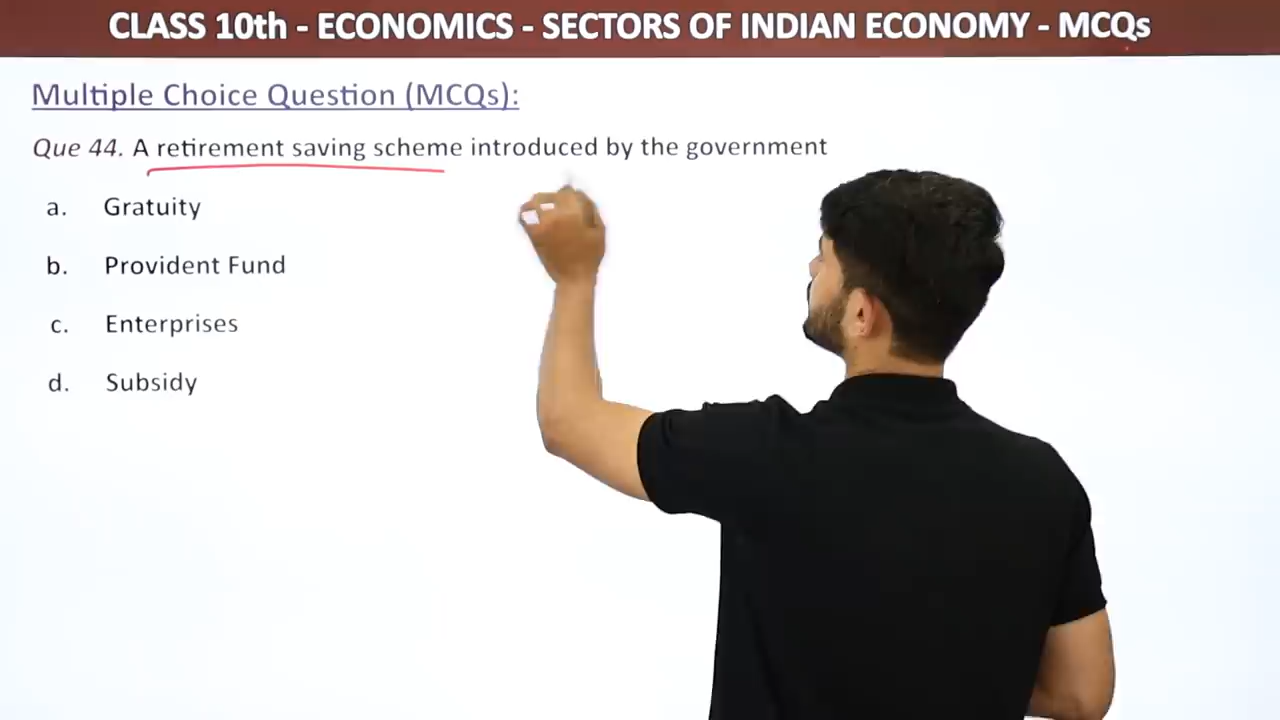 CLASS 10th - ECONOMICS - SECTORS OF INDIAN ECONOMY - MCQs
Multiple Choice Question (MCQs):
Que 44. A retirement saving scheme introduced by the government
a. Gratuity
b. Provident Fund
c. Enterprises
d. Subsidy